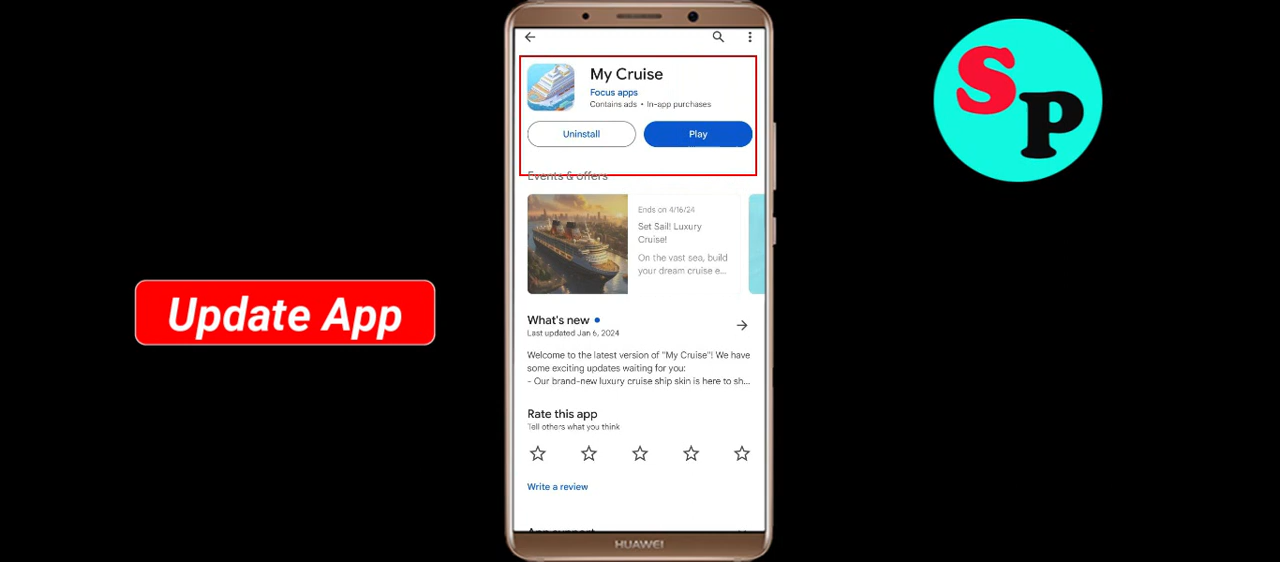 My Cruise
Focus apps
Contains ads • In-app purchases
Uninstall
Play
Events & offers
Ends on 4/16/24
Set Sail! Luxury
Cruise!
On the vast sea, build
your dream cruise e...
What's new
Last updated Jan 6, 2024
Welcome to the latest version of "My Cruise"! We have
some exciting updates waiting for you:
- Our brand-new luxury cruise ship skin is here to sh...
Rate this app
Tell others what you think
Write a review
App support
HUAWEI
Update App
SP